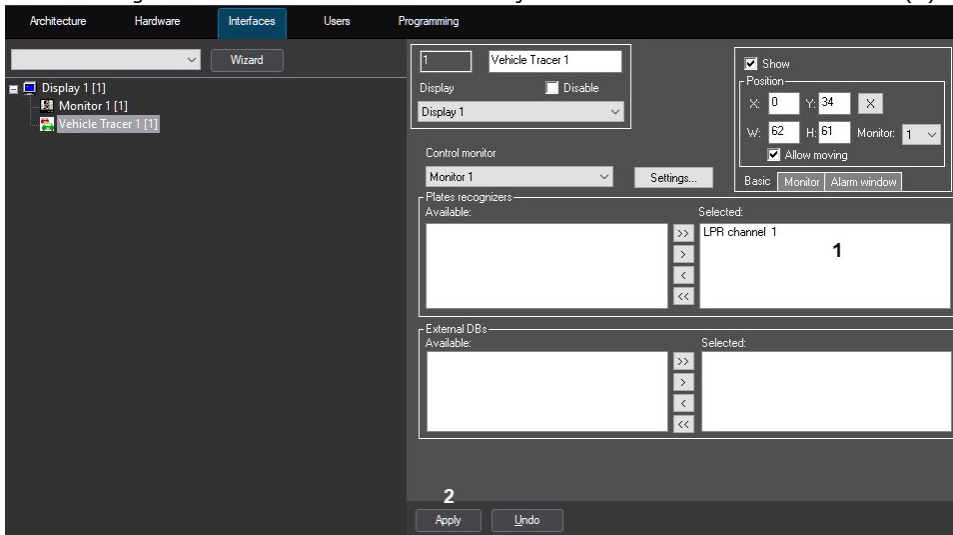 Architecture Hardware Interfaces Users Programming
Wizard
Display 1 [1]
Monitor 1 [1]
Vehicle Tracer 1 [1]
1 Vehicle Tracer 1
Display Disable
Display 1
Show
Position
X: 0 Y: 34 X
W: 62 H: 61 Monitor: 1
Allow moving
Basic Monitor Alarm window
Control monitor
Monitor 1 Settings...
Plates recognizers
Available: Selected:
LPR channel 1
1
>>
>
<
<<
External DBs
Available: Selected:
>>
>
<
<<
2
Apply Undo